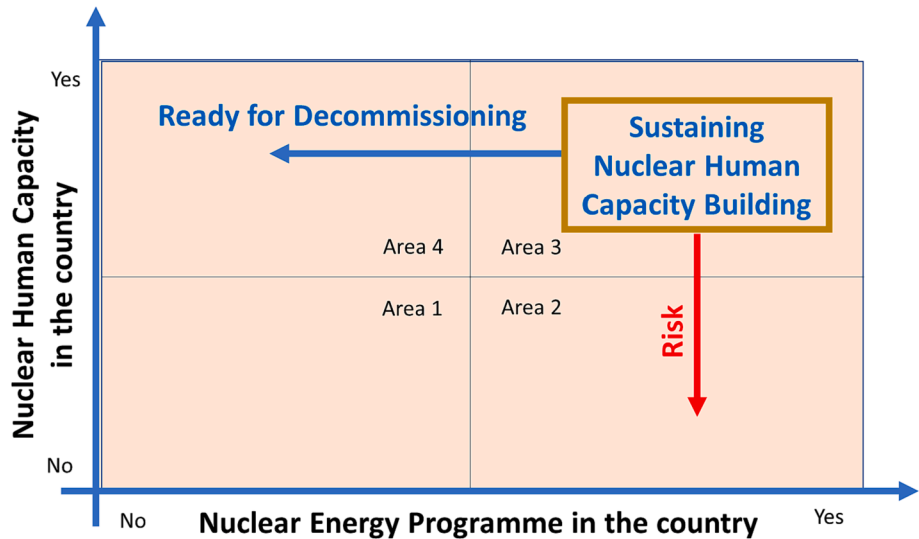 Nuclear Human Capacity
in the country
Yes
No
Ready for Decommissioning
Sustaining
Nuclear Human
Capacity Building
Area 4
Area 3
Area 1
Area 2
Risk
No
Nuclear Energy Programme in the country
Yes